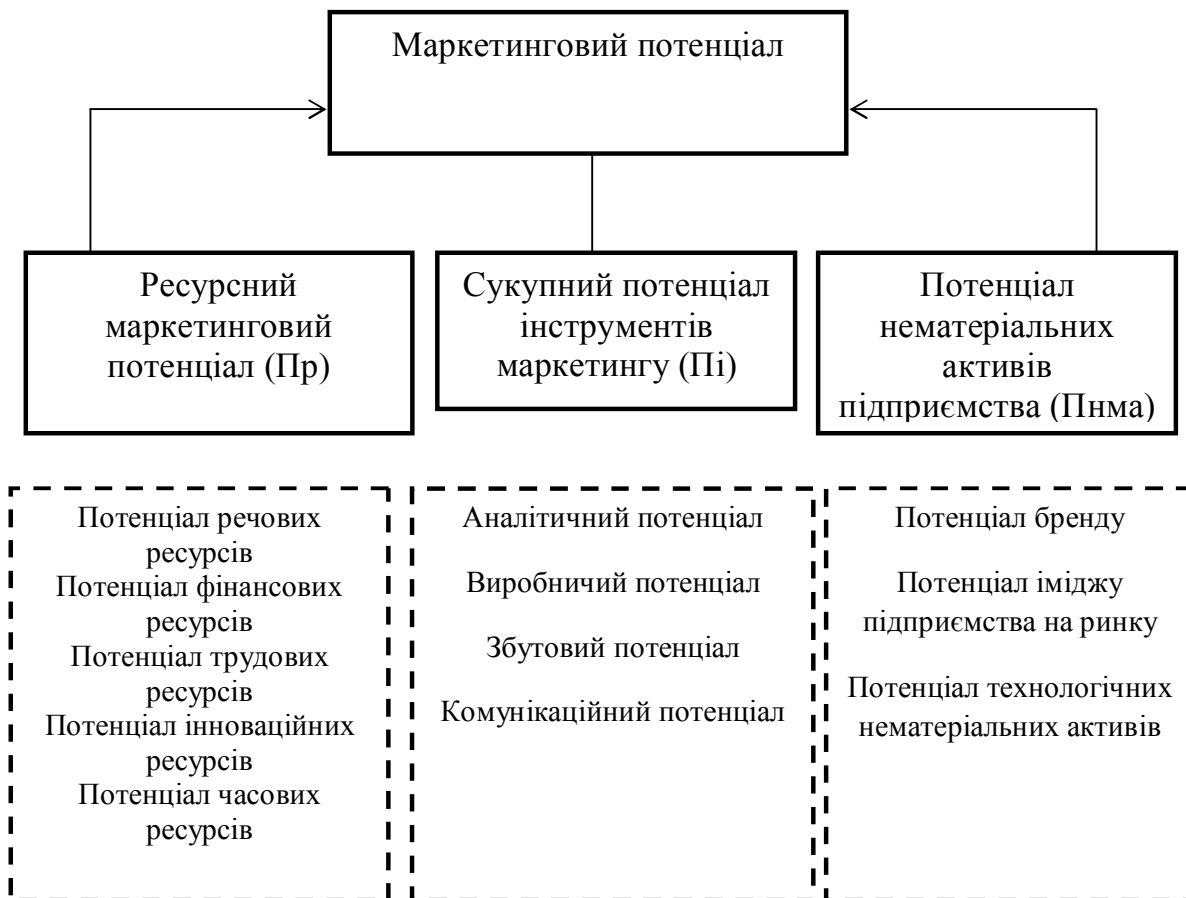 Маркетинговий потенціал
Ресурсний
маркетинговий
потенціал (Пр)
Сукупний потенціал
інструментів
маркетингу (Пі)
Потенціал
нематеріальних
активів
підприємства (Пнма)
Потенціал речових
ресурсів
Потенціал фінансових
ресурсів
Потенціал трудових
ресурсів
Потенціал інноваційних
ресурсів
Потенціал часових
ресурсів
Аналітичний потенціал
Виробничий потенціал
Збутовий потенціал
Комунікаційний потенціал
Потенціал бренду
Потенціал іміджу
підприємства на ринку
Потенціал технологічних
нематеріальних активів